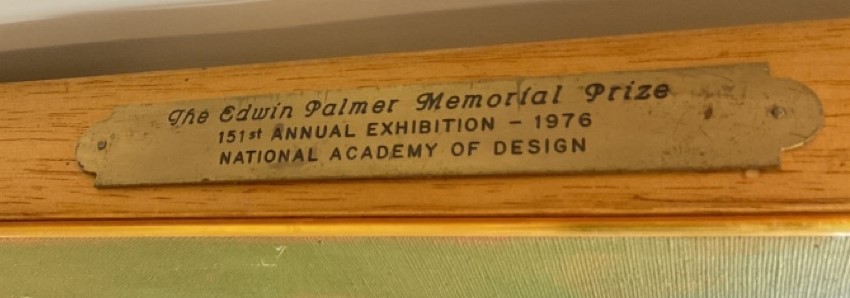 The Edwin Palmer Memorial Prize
151st ANNUAL EXHIBITION - 1976
NATIONAL ACADEMY OF DESIGN